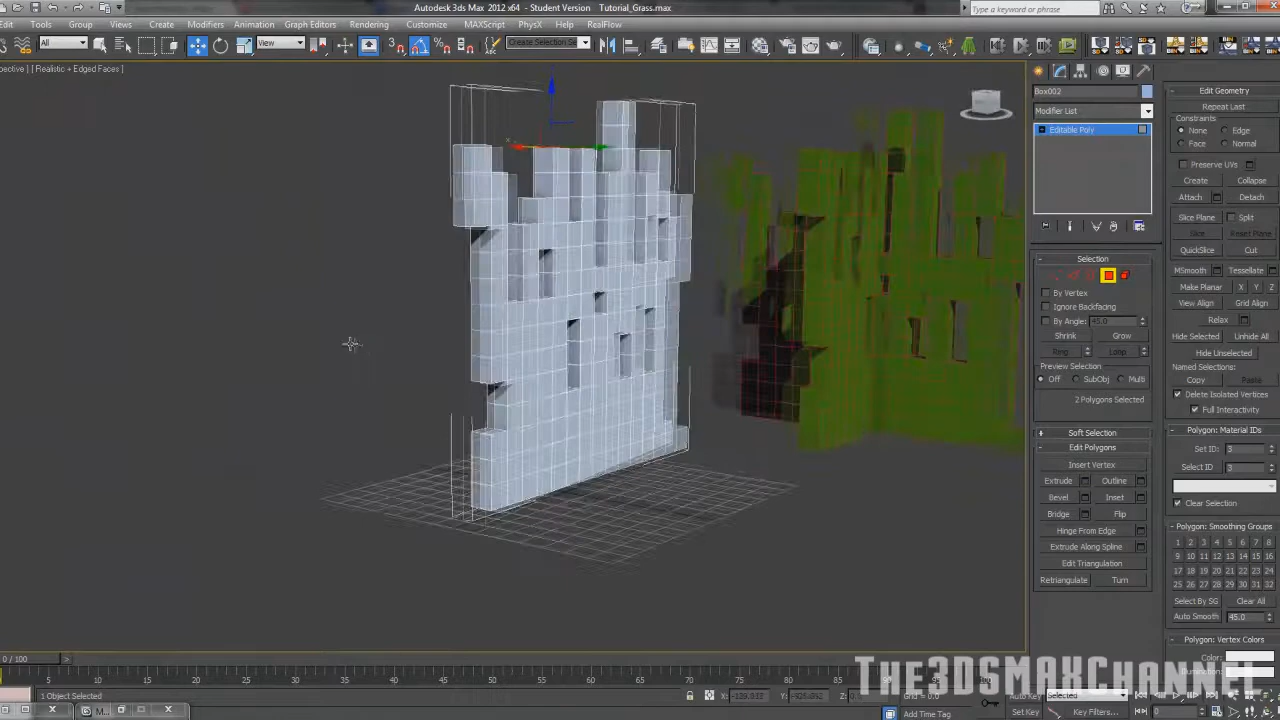 Autodesk 3ds Max 2012 x64 - Student Version Tutorial_Grass.max
Type a keyword or phrase
Edit Tools Group Views Create Modifiers Animation Graph Editors Rendering Customize MAXScript PhysX Help RealFlow
All View Create Selection Se
[ Realistic + Edged Faces ]
Box002
Modifier List
Editable Poly
Selection
By Vertex
Ignore Backfacing
By Angle: 45.0
Shrink Grow
Ring Loop
Preview Selection
Off SubObj Multi
2 Polygons Selected
Soft Selection
Edit Polygons
Insert Vertex
Extrude Outline
Bevel Inset
Bridge Flip
Hinge From Edge
Extrude Along Spline
Edit Triangulation
Retriangulate Turn
Edit Geometry
Repeat Last
Constraints
None Edge
Face Normal
Preserve UVs
Create Collapse
Attach Detach
Slice Plane Split
Slice Reset Plane
QuickSlice Cut
MSmooth Tessellate
Make Planar X Y Z
View Align Grid Align
Relax
Hide Selected Unhide All
Hide Unselected
Named Selections:
Copy Paste
Delete Isolated Vertices
Full Interactivity
Polygon: Material IDs
Set ID: 3
Select ID 3
Clear Selection
Polygon: Smoothing Groups
1 2 3 4 5 6 7 8
9 10 11 12 13 14 15 16
17 18 19 20 21 22 23 24
25 26 27 28 29 30 31 32
Select By SG Clear All
Auto Smooth 45.0
Polygon: Vertex Colors
Color:
0 / 100
5 10 15 20 25 30 35 40 45 50 55 60 65 70 75 80
The3dsMaxChannel
1 Object Selected X: Y: Z: Grid = 0.0 Auto Key Selected
Add Time Tag Set Key Key Filters... 0